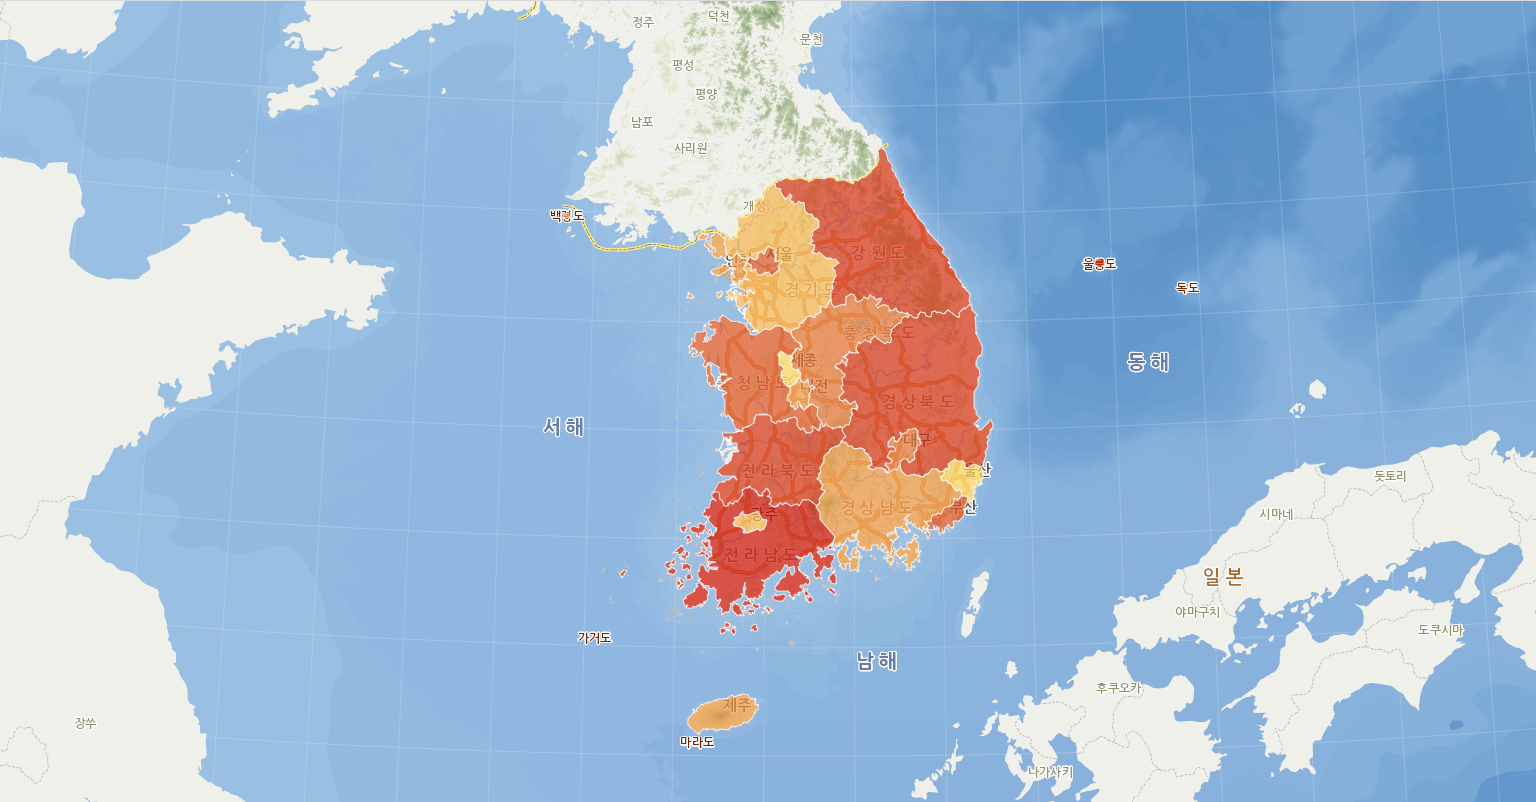 정주
덕천
문천
평성
평양
남포
사리원
개성
백령도
인천
서울
강원도
경기도
울릉도
독도
충청북도
세종
동해
충청남도
대전
경상북도
서해
대구
전라북도
울산
돗토리
경상남도
부산
광주
시마네
전라남도
일본
야마구치
가거도
도쿠시마
남해
후쿠오카
제주
장쑤
마라도
나가사키